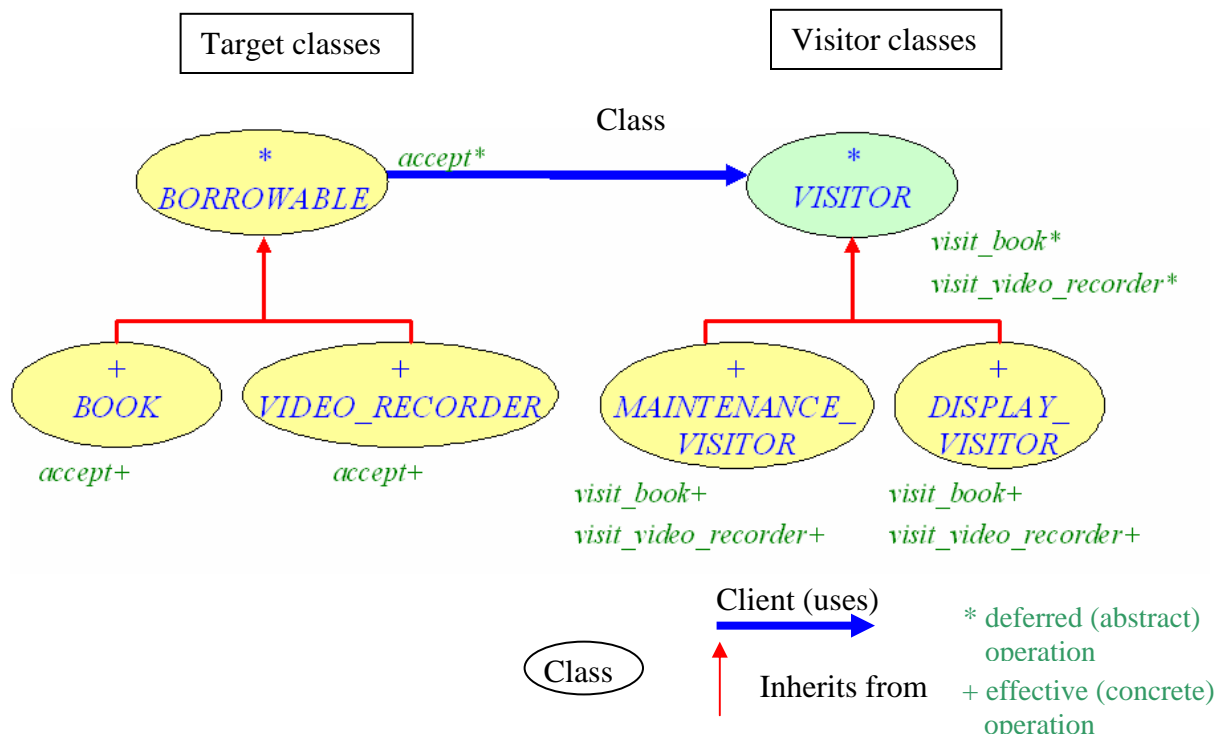 Target classes
Visitor classes
Class
*
BORROWABLE
accept*
*
VISITOR
visit_book*
visit_video_recorder*
+
BOOK
accept+
+
VIDEO_RECORDER
accept+
+
MAINTENANCE_
VISITOR
visit_book+
visit_video_recorder+
+
DISPLAY_
VISITOR
visit_book+
visit_video_recorder+
Client (uses)
Class
Inherits from
* deferred (abstract)
operation
+ effective (concrete)
operation